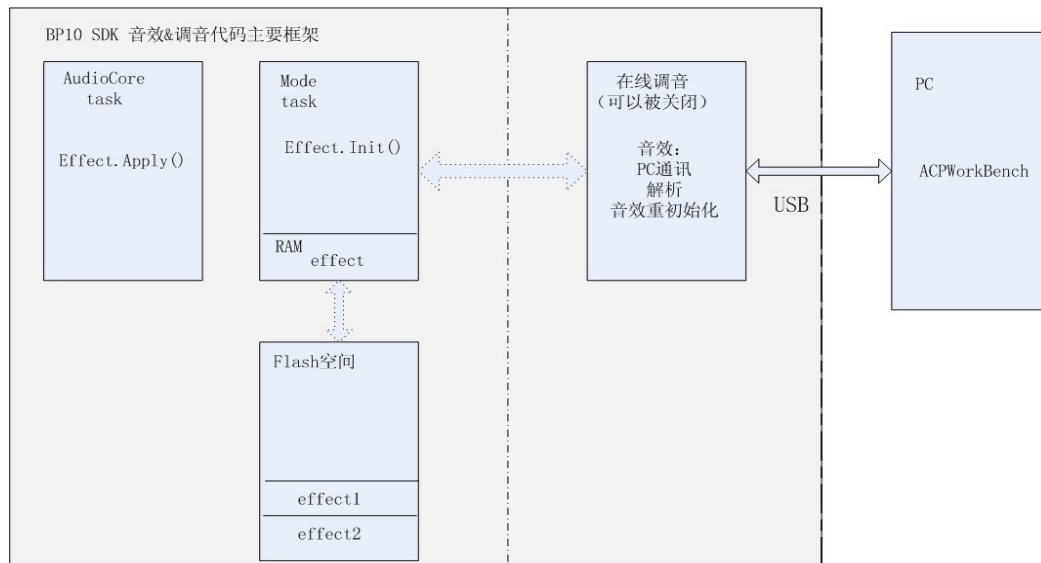 BP10 SDK 音效&调音代码主要框架
AudioCore
task
Effect.Apply()
Mode
task
Effect.Init()
RAM
effect
在线调音
（可以被关闭）
音效：
PC通讯
解析
音效重初始化
USB
PC
ACPWorkBench
Flash空间
effect1
effect2